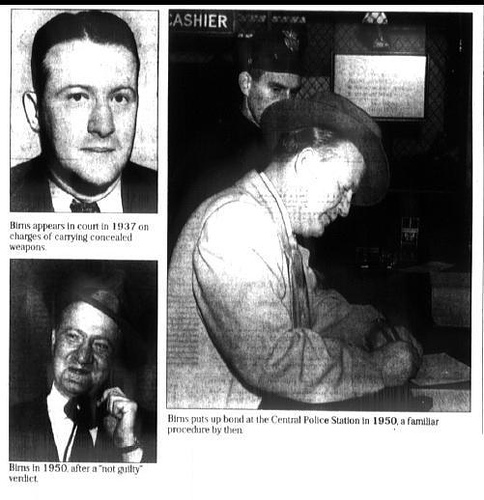 CASHIER
Birns appears in court in 1937 on
charges of carrying concealed
weapons.
Birns puts up bond at the Central Police Station in 1950, a familiar
procedure by then.
Birns in 1950, after a "not guilty"
verdict.